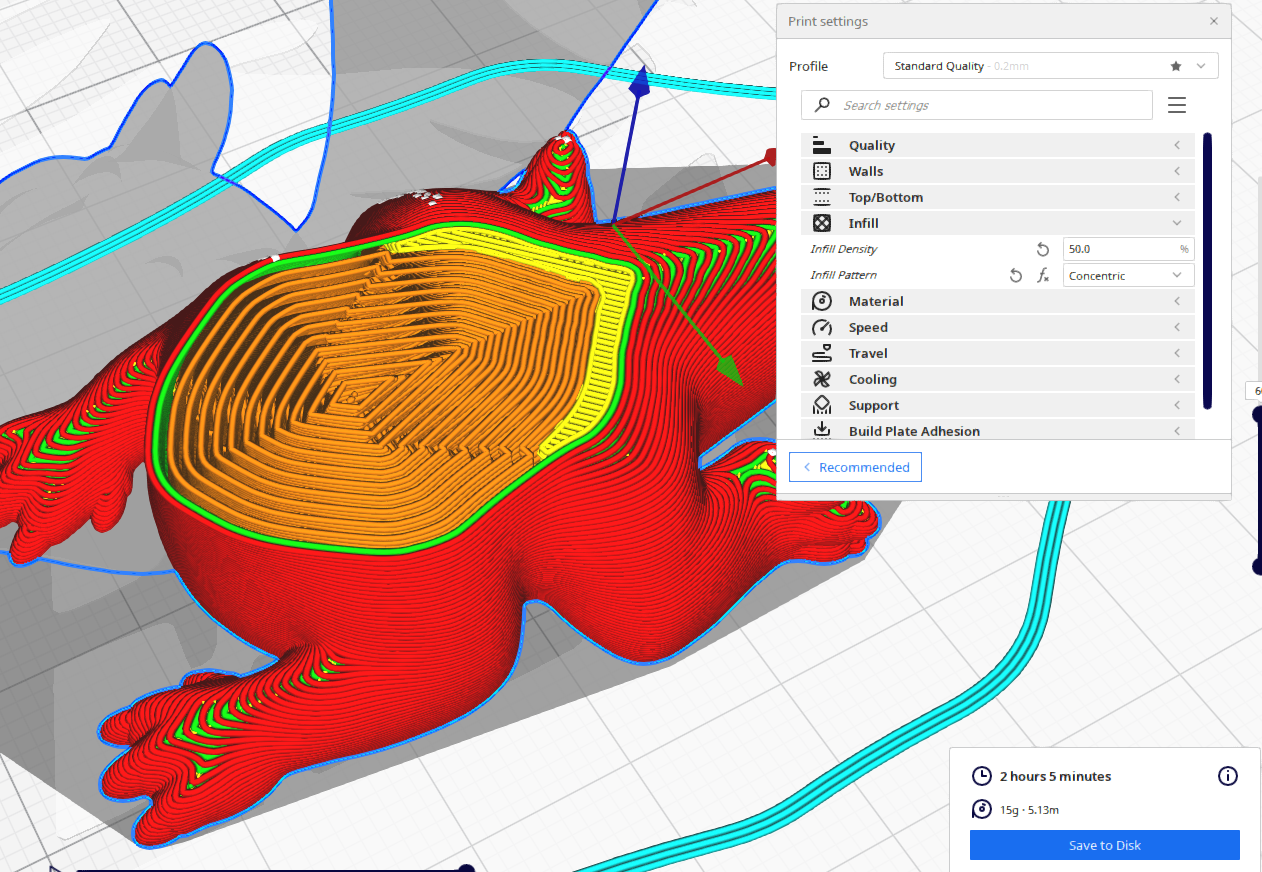 Print settings
Profile
Standard Quality - 0.2mm
Search settings
Quality
Walls
Top/Bottom
Infill
Infill Density
50.0 %
Infill Pattern
fx
Concentric
Material
Speed
Travel
Cooling
Support
Build Plate Adhesion
Recommended
2 hours 5 minutes
15g · 5.13m
Save to Disk